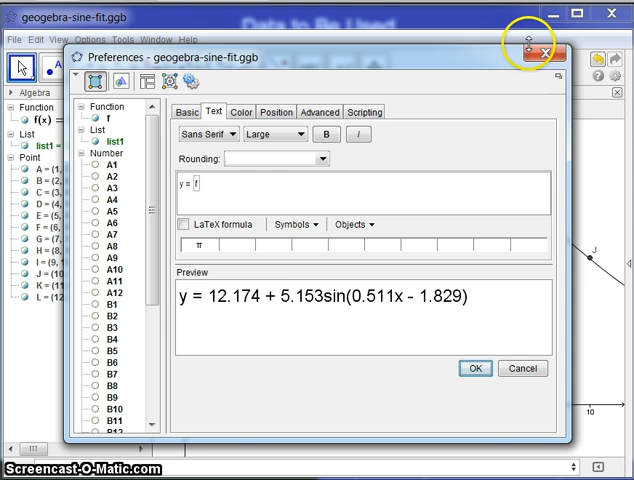 geogebra-sine-fit.ggb
Data to Be Used
File Edit View Options Tools Window Help
Preferences - geogebra-sine-fit.ggb
Algebra
Function
f(x) =
List
list1 =
Point
A = (1,
B = (2,
C = (3,
D = (4,
E = (5,
F = (6,
G = (7,
H = (8,
I = (9,
J = (10
K = (11
L = (12
Function
f
List
list1
Number
A1
A2
A3
A4
A5
A6
A7
A8
A9
A10
A11
A12
B1
B2
B3
B4
B5
B6
B7
B8
B9
B10
B11
B12
Basic Text Color Position Advanced Scripting
Sans Serif Large B I
Rounding:
y = f
LaTeX formula Symbols Objects
π
Preview
y = 12.174 + 5.153sin(0.511x - 1.829)
OK Cancel
J
10
Screencast-O-Matic.com